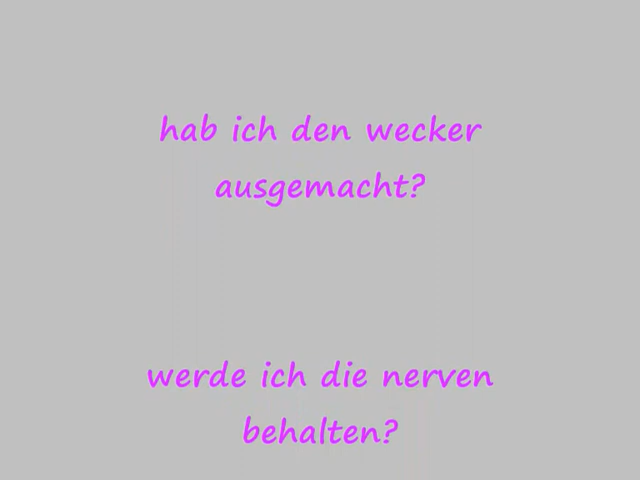 hab ich den wecker
ausgemacht?
werde ich die nerven
behalten?